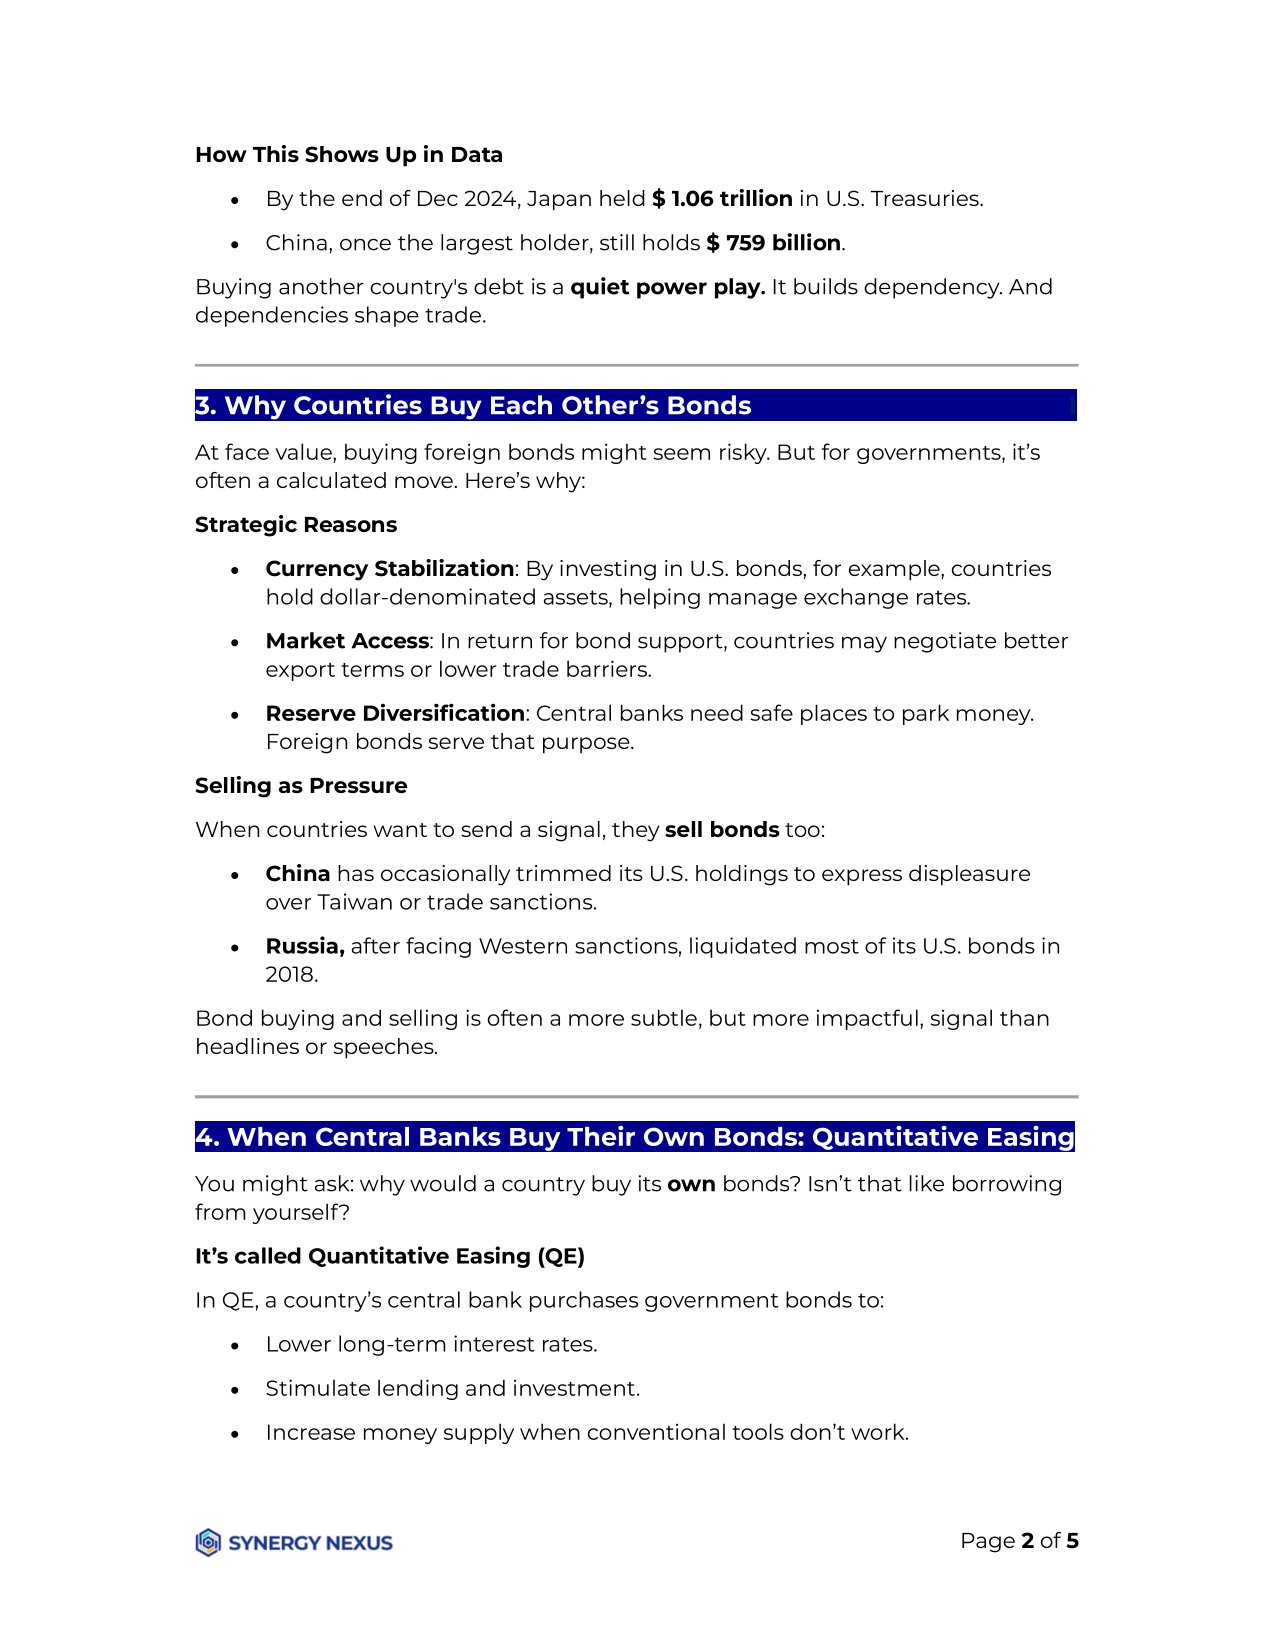 How This Shows Up in Data
• By the end of Dec 2024, Japan held $ 1.06 trillion in U.S. Treasuries.
• China, once the largest holder, still holds $ 759 billion.
Buying another country's debt is a quiet power play. It builds dependency. And
dependencies shape trade.
3. Why Countries Buy Each Other’s Bonds
At face value, buying foreign bonds might seem risky. But for governments, it’s
often a calculated move. Here’s why:
Strategic Reasons
• Currency Stabilization: By investing in U.S. bonds, for example, countries
hold dollar-denominated assets, helping manage exchange rates.
• Market Access: In return for bond support, countries may negotiate better
export terms or lower trade barriers.
• Reserve Diversification: Central banks need safe places to park money.
Foreign bonds serve that purpose.
Selling as Pressure
When countries want to send a signal, they sell bonds too:
• China has occasionally trimmed its U.S. holdings to express displeasure
over Taiwan or trade sanctions.
• Russia, after facing Western sanctions, liquidated most of its U.S. bonds in
2018.
Bond buying and selling is often a more subtle, but more impactful, signal than
headlines or speeches.
4. When Central Banks Buy Their Own Bonds: Quantitative Easing
You might ask: why would a country buy its own bonds? Isn’t that like borrowing
from yourself?
It’s called Quantitative Easing (QE)
In QE, a country’s central bank purchases government bonds to:
• Lower long-term interest rates.
• Stimulate lending and investment.
• Increase money supply when conventional tools don’t work.
SYNERGY NEXUS
Page 2 of 5